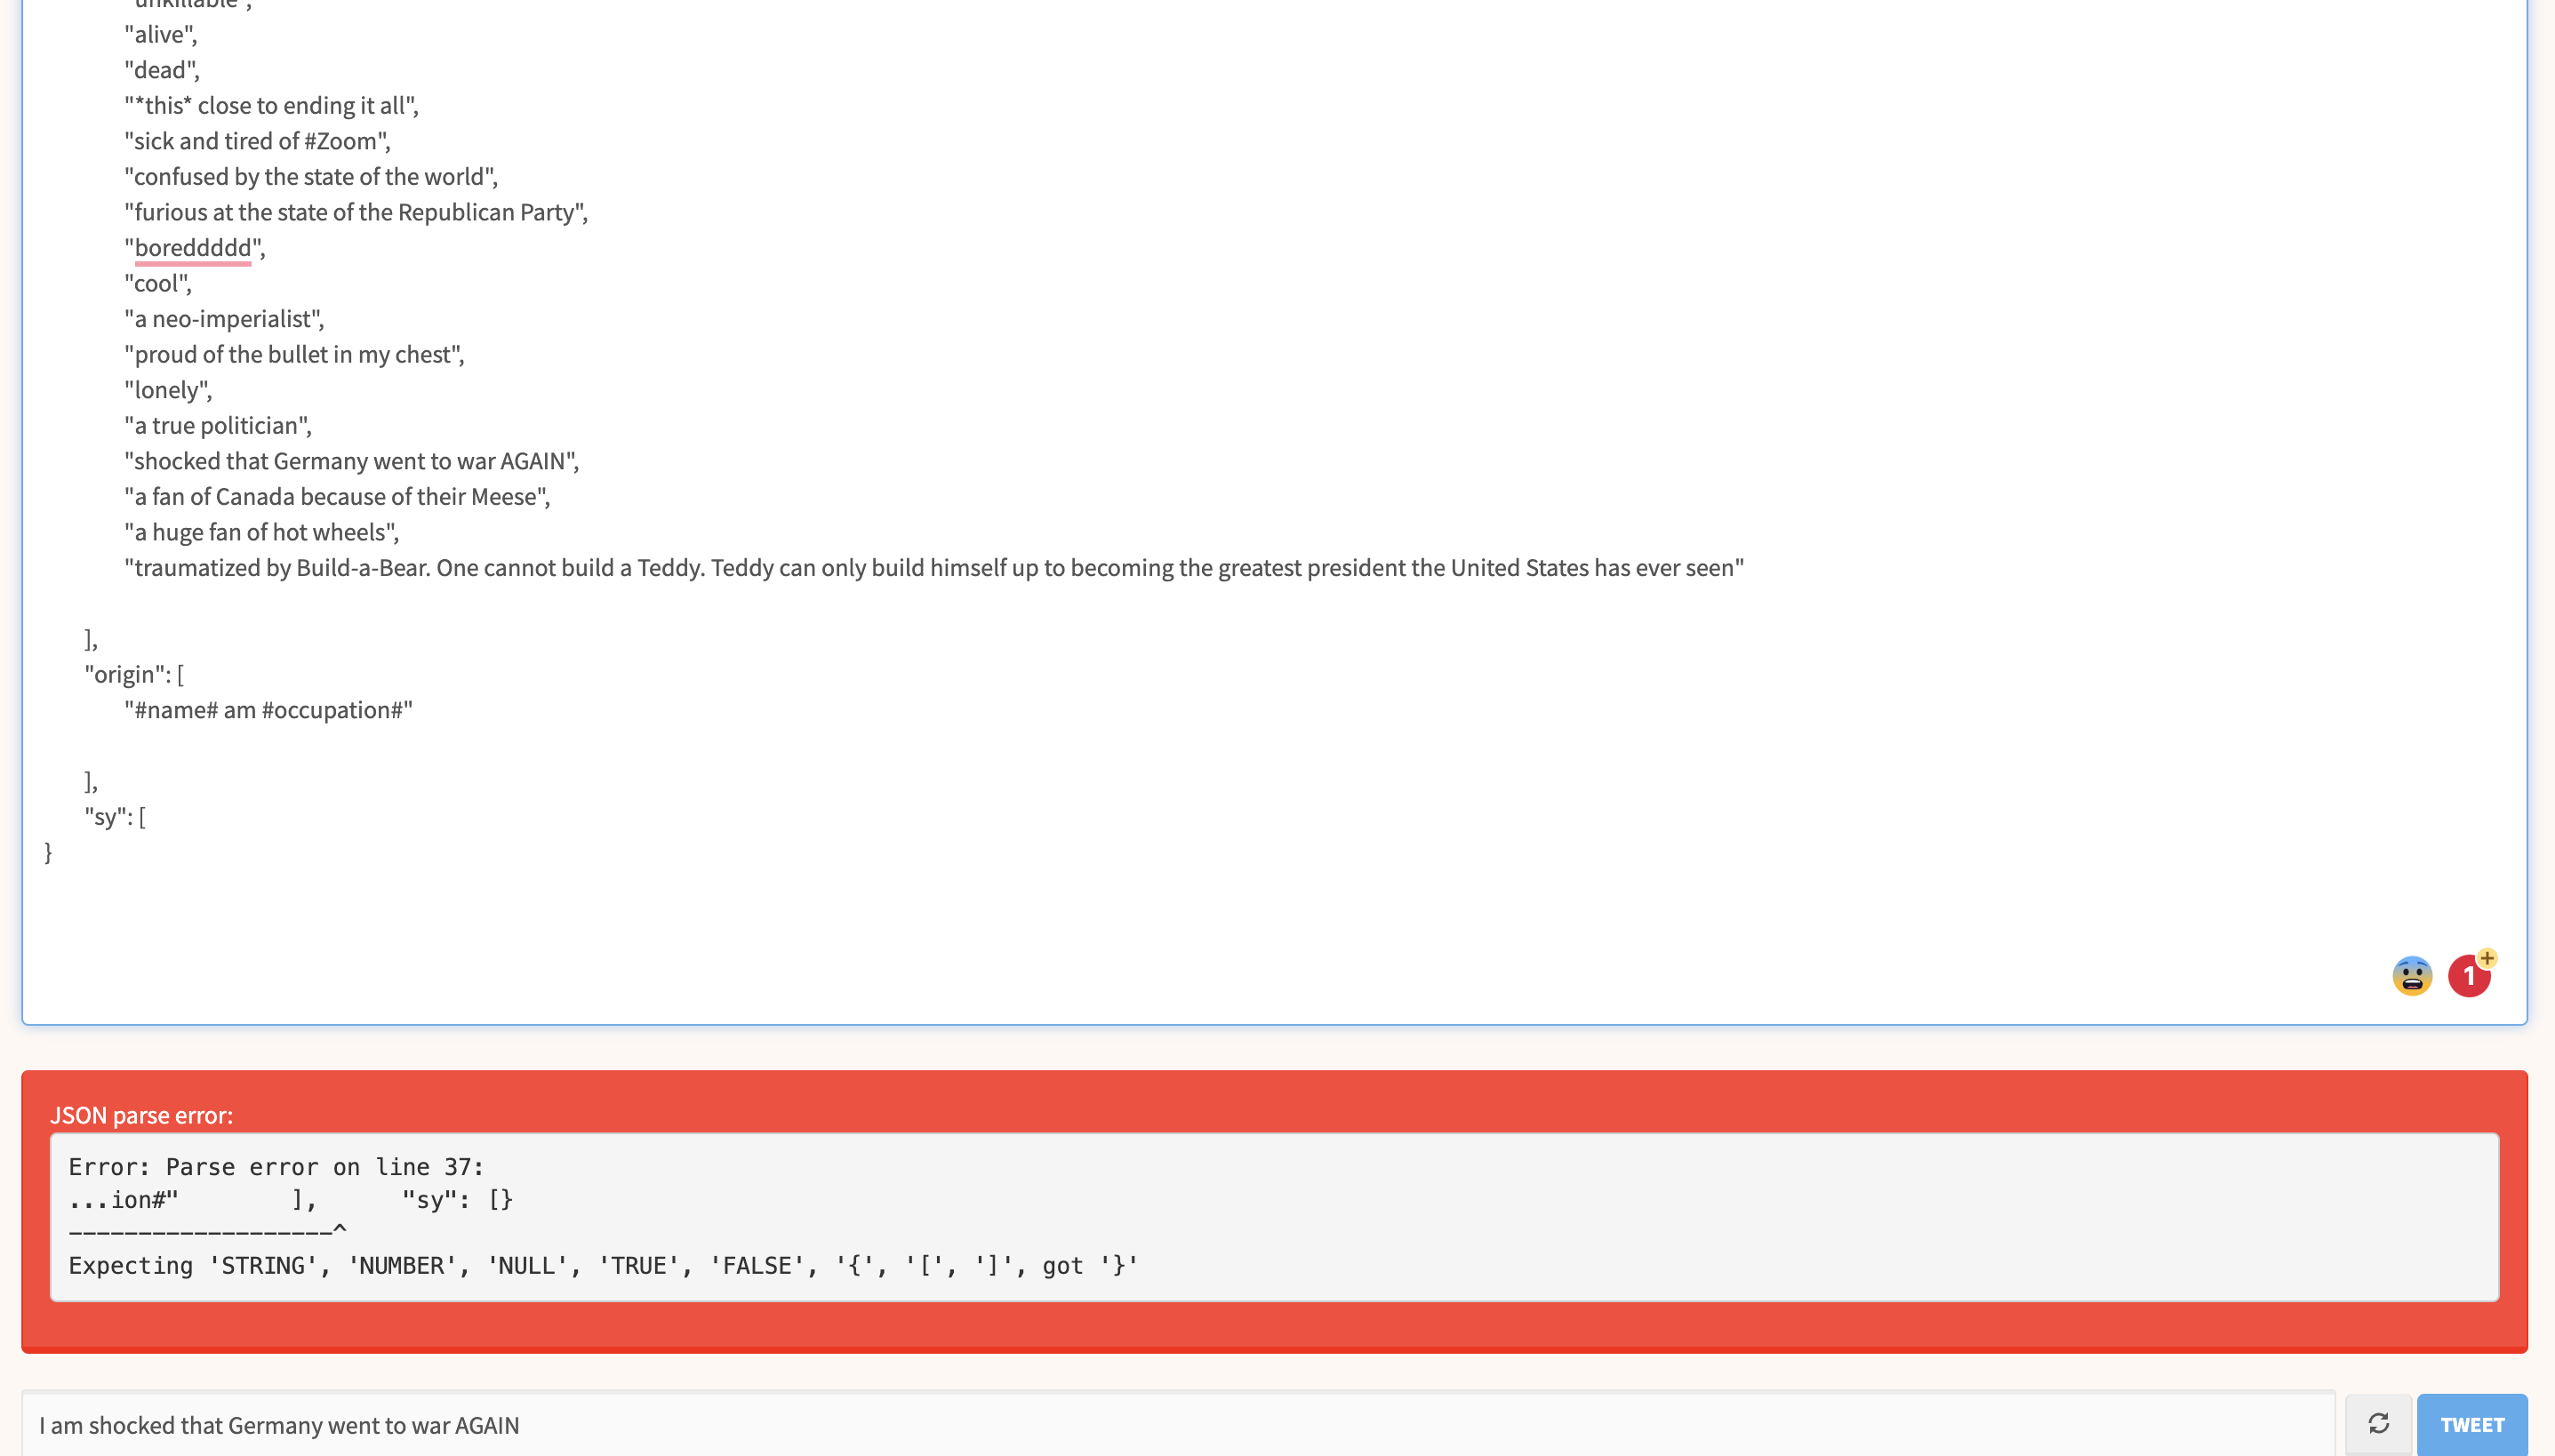 "unkillable",
"alive",
"dead",
"*this* close to ending it all",
"sick and tired of #Zoom",
"confused by the state of the world",
"furious at the state of the Republican Party",
"boreddddd",
"cool",
"a neo-imperialist",
"proud of the bullet in my chest",
"lonely",
"a true politician",
"shocked that Germany went to war AGAIN",
"a fan of Canada because of their Meese",
"a huge fan of hot wheels",
"traumatized by Build-a-Bear. One cannot build a Teddy. Teddy can only build himself up to becoming the greatest president the United States has ever seen"
],
"origin": [
"#name# am #occupation#"
],
"sy": [
}
1
+
JSON parse error:
Error: Parse error on line 37:
...ion#"        ],      "sy": [}
-------------------^
Expecting 'STRING', 'NUMBER', 'NULL', 'TRUE', 'FALSE', '{', '[', ']', got '}'
I am shocked that Germany went to war AGAIN
TWEET